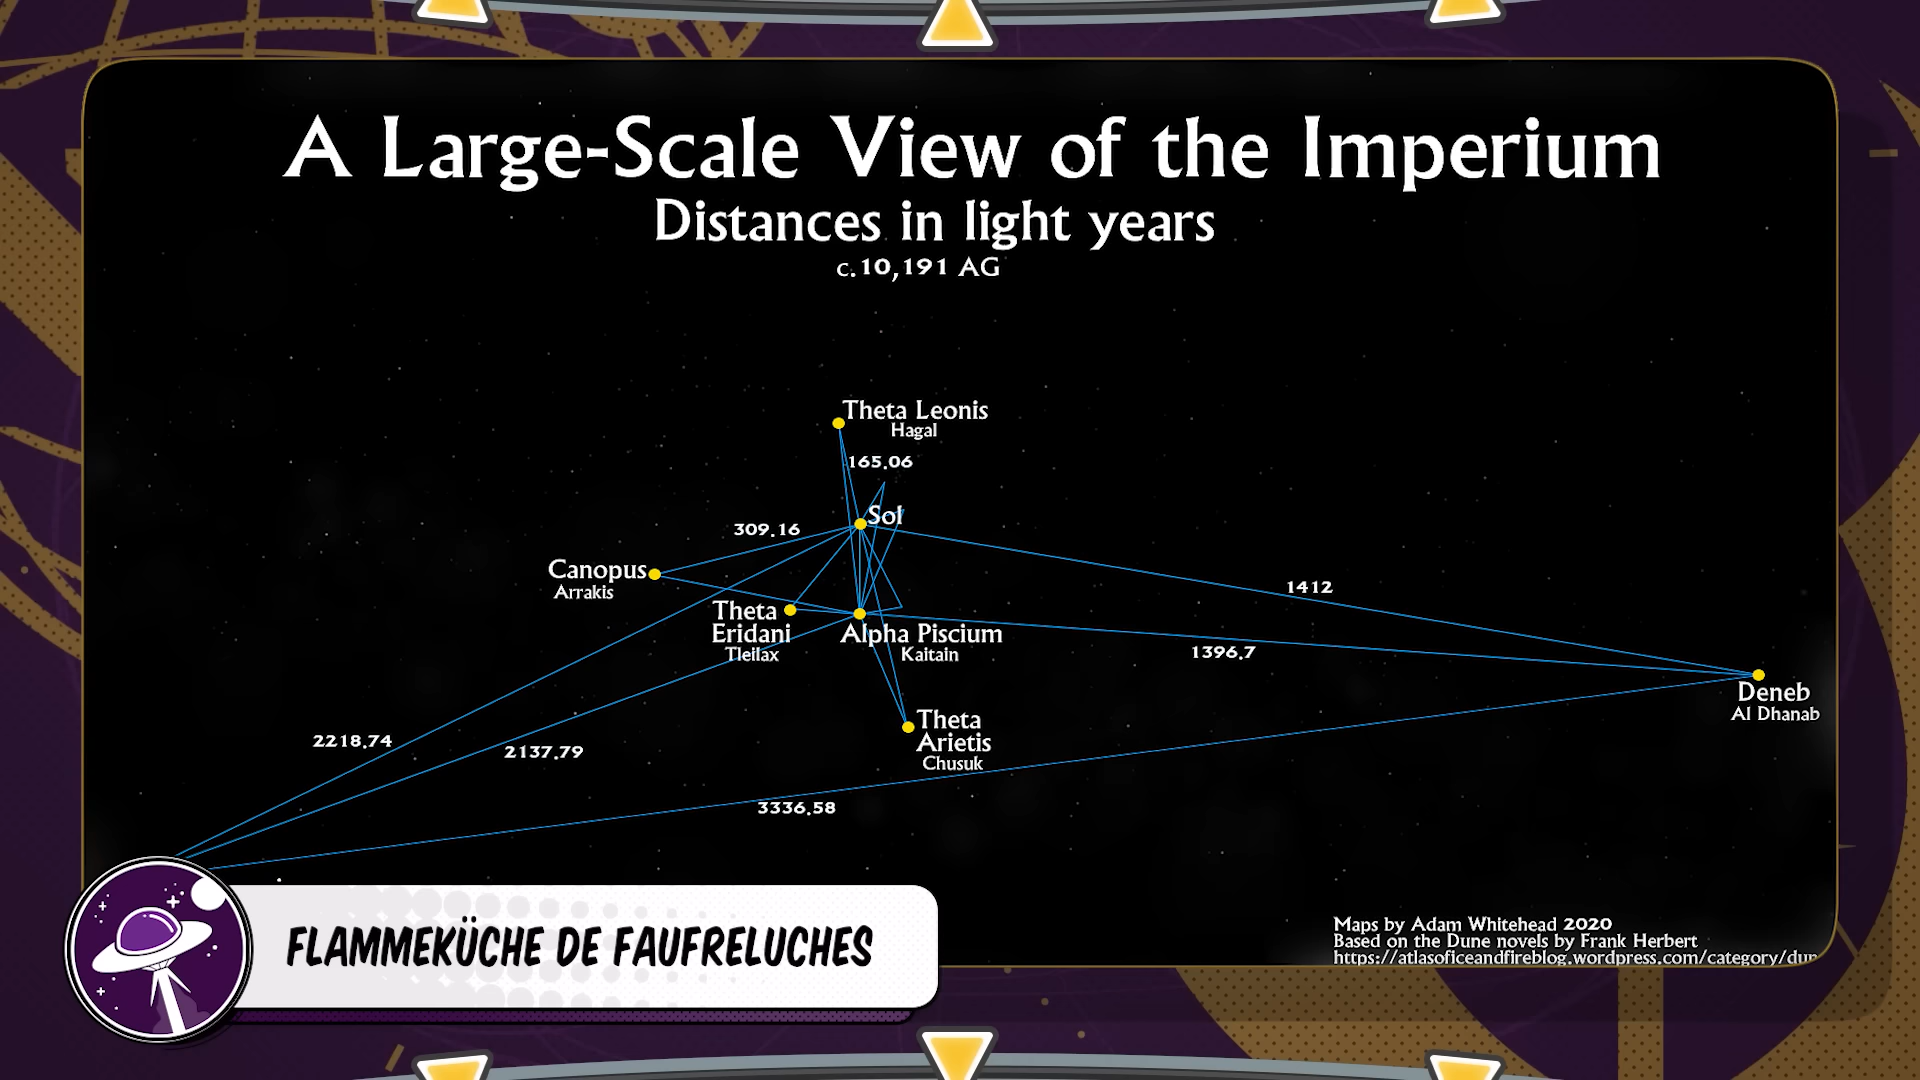 A Large-Scale View of the Imperium
Distances in light years
c.10,191 AG
Theta Leonis
Hagal
165.06
Sol
309.16
Canopus
Arrakis
1412
Theta
Eridani
Tleilax
Alpha Piscium
Kaitain
1396.7
Deneb
Al Dhanab
Theta
Arietis
Chusuk
2218.74
2137.79
3336.58
FLAMMEKÜCHE DE FAUFRELUCHES
Maps by Adam Whitehead 2020
Based on the Dune novels by Frank Herbert
https://atlasoficeandfireblog.wordpress.com/category/dun